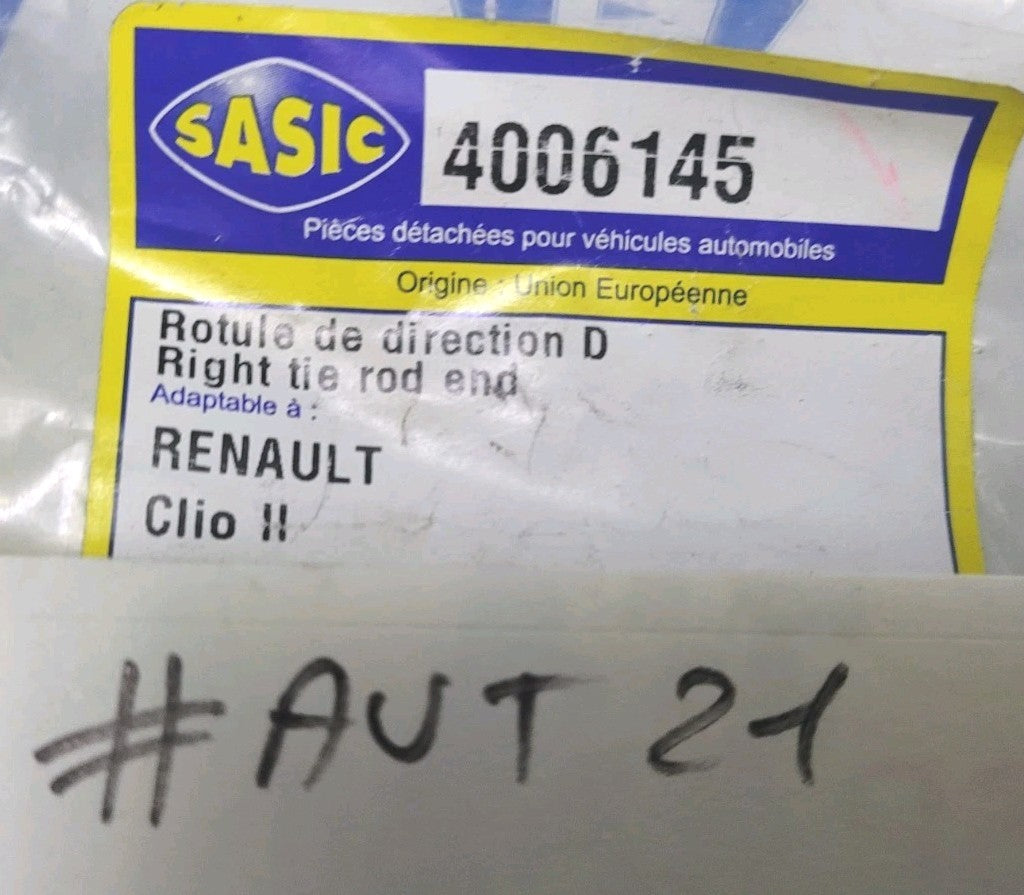 SASIC
4006145
Pièces détachées pour véhicules automobiles
Origine : Union Européenne
Rotule de direction D
Right tie rod end
Adaptable à :
RENAULT
Clio II
#AUT 21